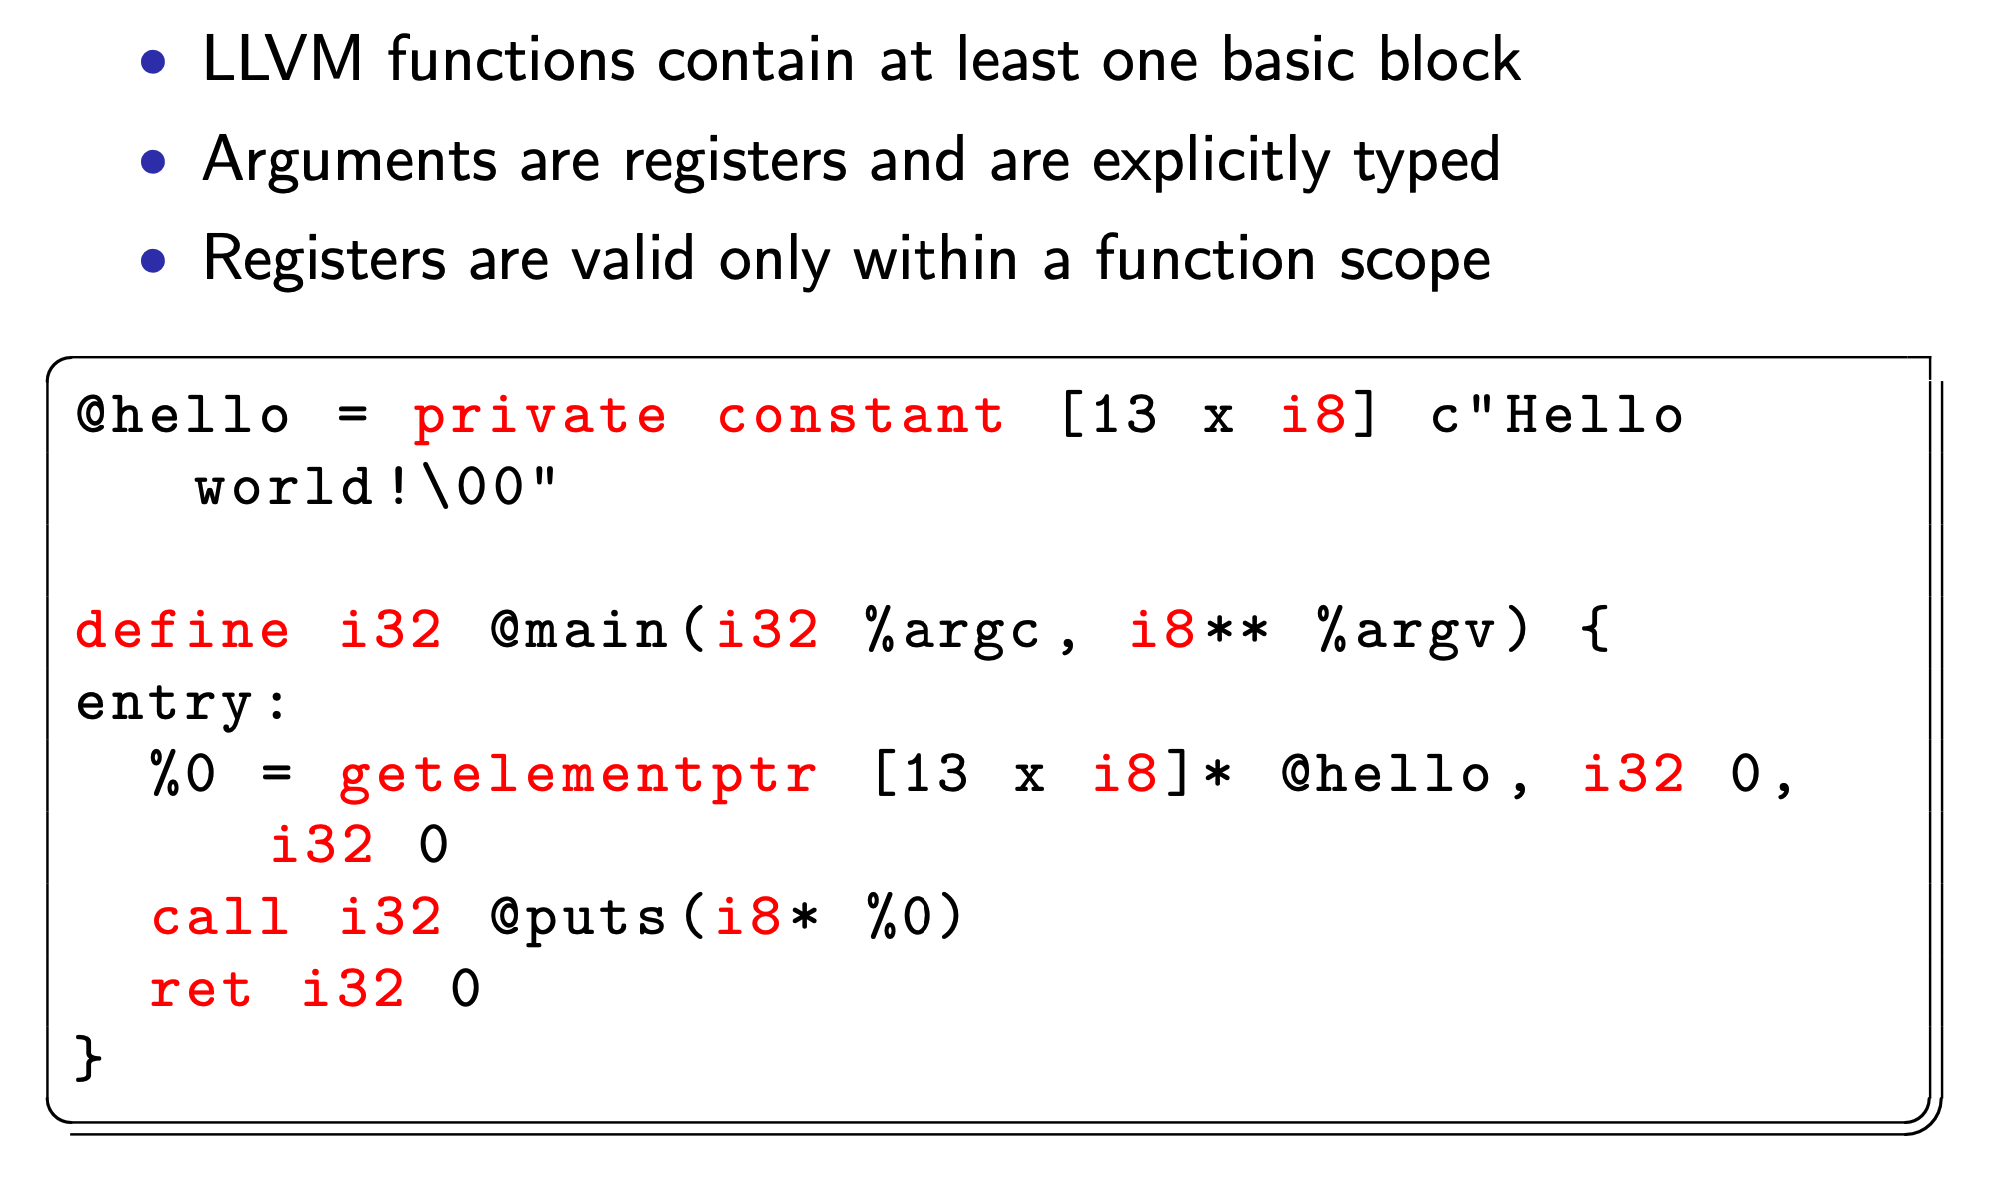 • LLVM functions contain at least one basic block
• Arguments are registers and are explicitly typed
• Registers are valid only within a function scope
@hello = private constant [13 x i8] c"Hello
world!\00"
define i32 @main(i32 %argc, i8** %argv) {
entry:
%0 = getelementptr [13 x i8]* @hello, i32 0,
i32 0
call i32 @puts(i8* %0)
ret i32 0
}